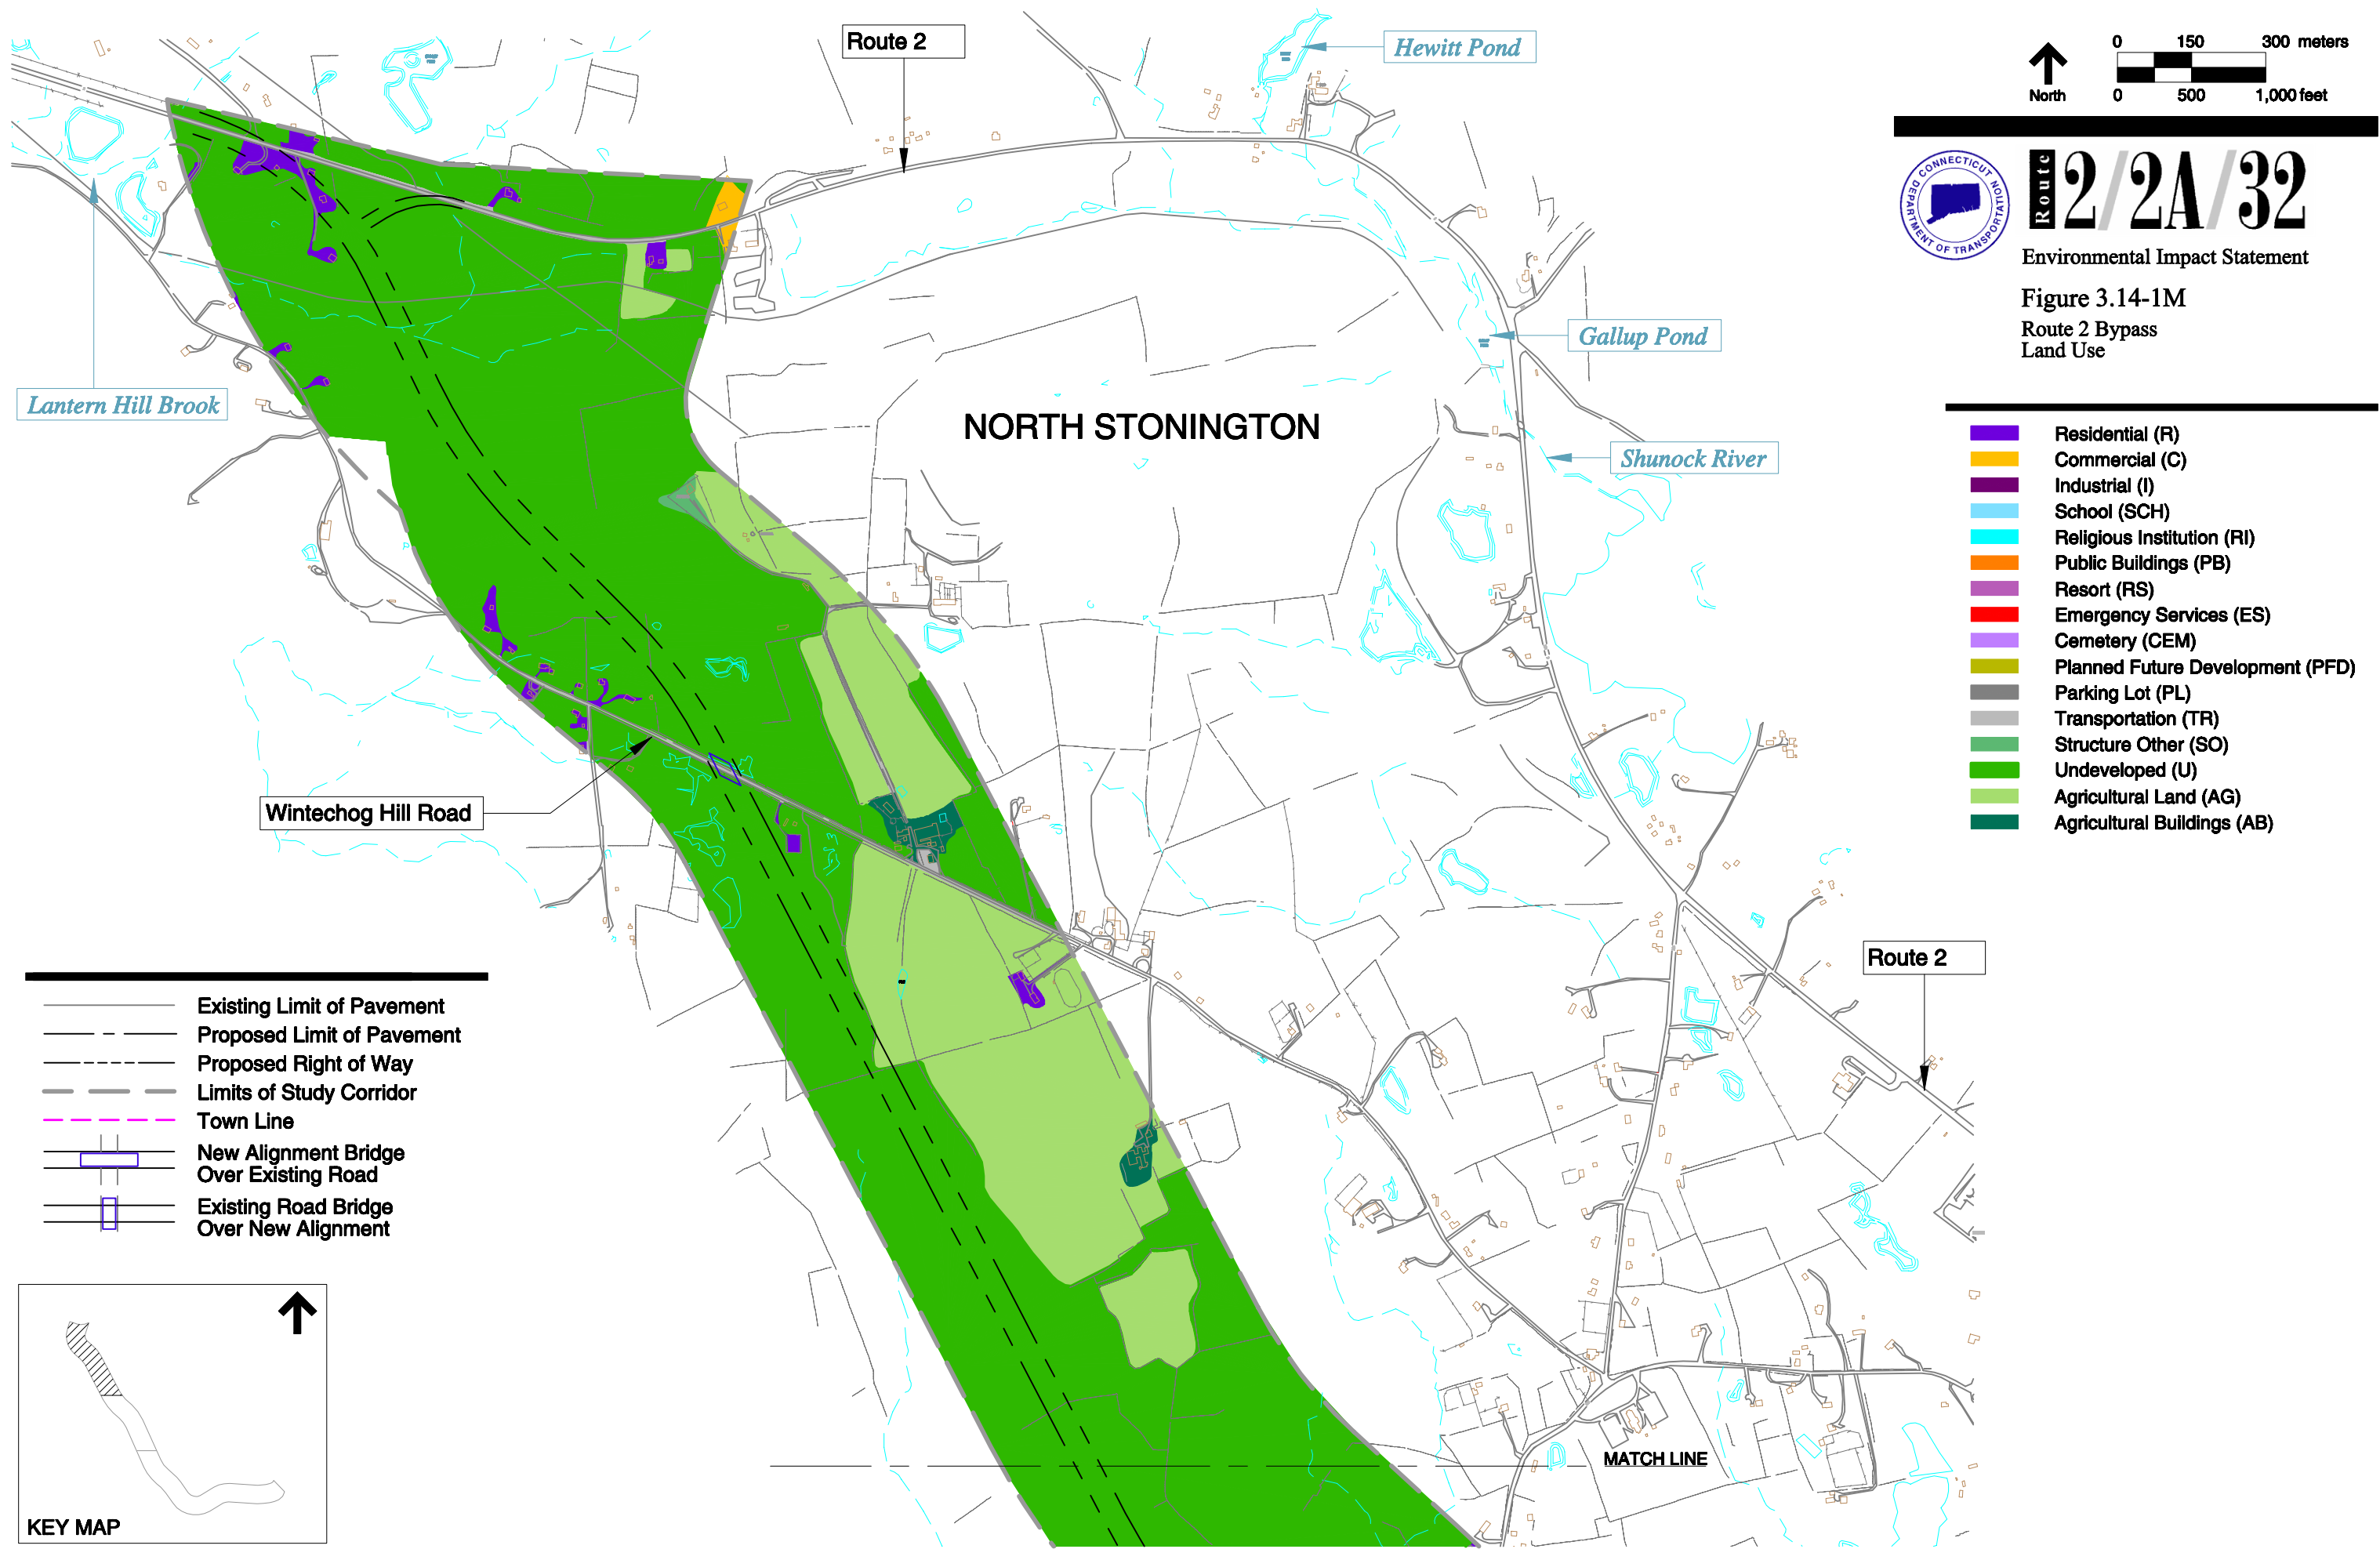 Route 2
Hewitt Pond
North
0 150 300 meters
0 500 1,000 feet
CONNECTICUT
DEPARTMENT OF TRANSPORTATION
Route 2/2A/32
Environmental Impact Statement
Figure 3.14-1M
Route 2 Bypass
Land Use
Gallup Pond
Lantern Hill Brook
NORTH STONINGTON
Shunock River
Residential (R)
Commercial (C)
Industrial (I)
School (SCH)
Religious Institution (RI)
Public Buildings (PB)
Resort (RS)
Emergency Services (ES)
Cemetery (CEM)
Planned Future Development (PFD)
Parking Lot (PL)
Transportation (TR)
Structure Other (SO)
Undeveloped (U)
Agricultural Land (AG)
Agricultural Buildings (AB)
Wintechog Hill Road
Route 2
Existing Limit of Pavement
Proposed Limit of Pavement
Proposed Right of Way
Limits of Study Corridor
Town Line
New Alignment Bridge
Over Existing Road
Existing Road Bridge
Over New Alignment
MATCH LINE
KEY MAP